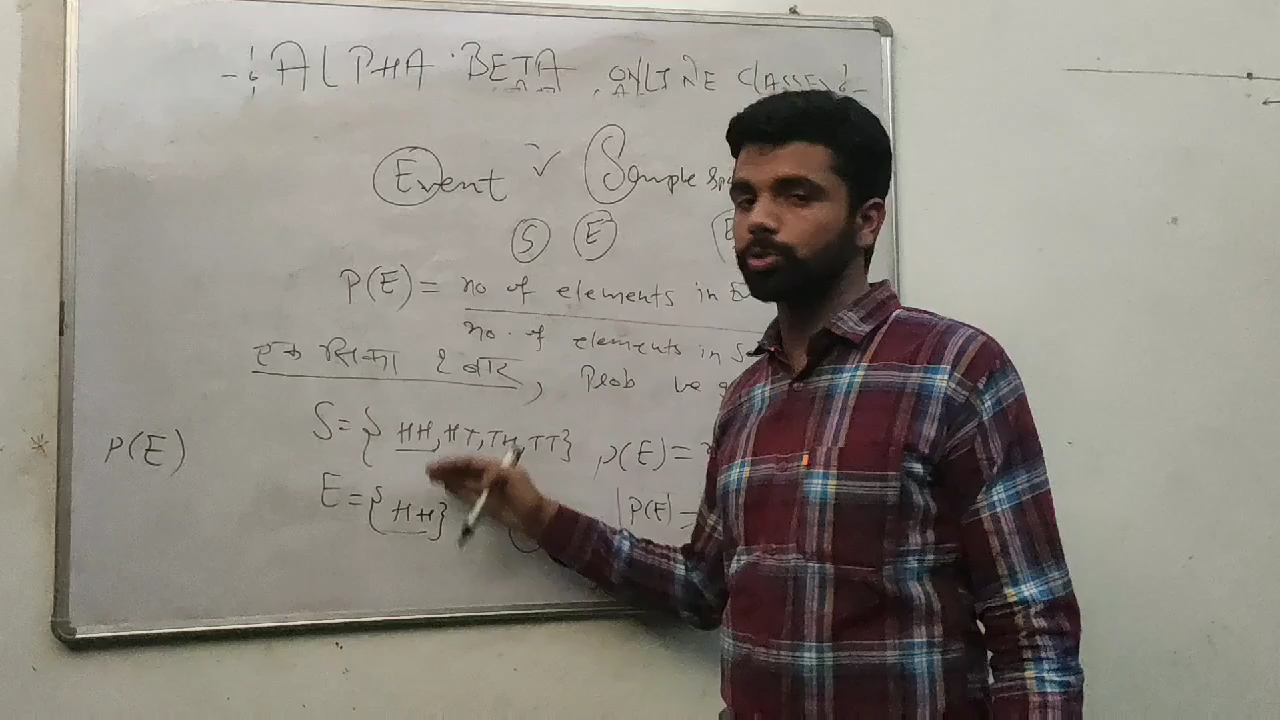 -: ALPHA BETA ONLINE CLASSES:-
Event Sample Spa
S E E
P(E) = no of elements in E
no. of elements in S
एक सिक्का 2 बार, Prob
S = { HH, HT, TH, TT } P(E) =
P(E)
E = { HH } P(E) =